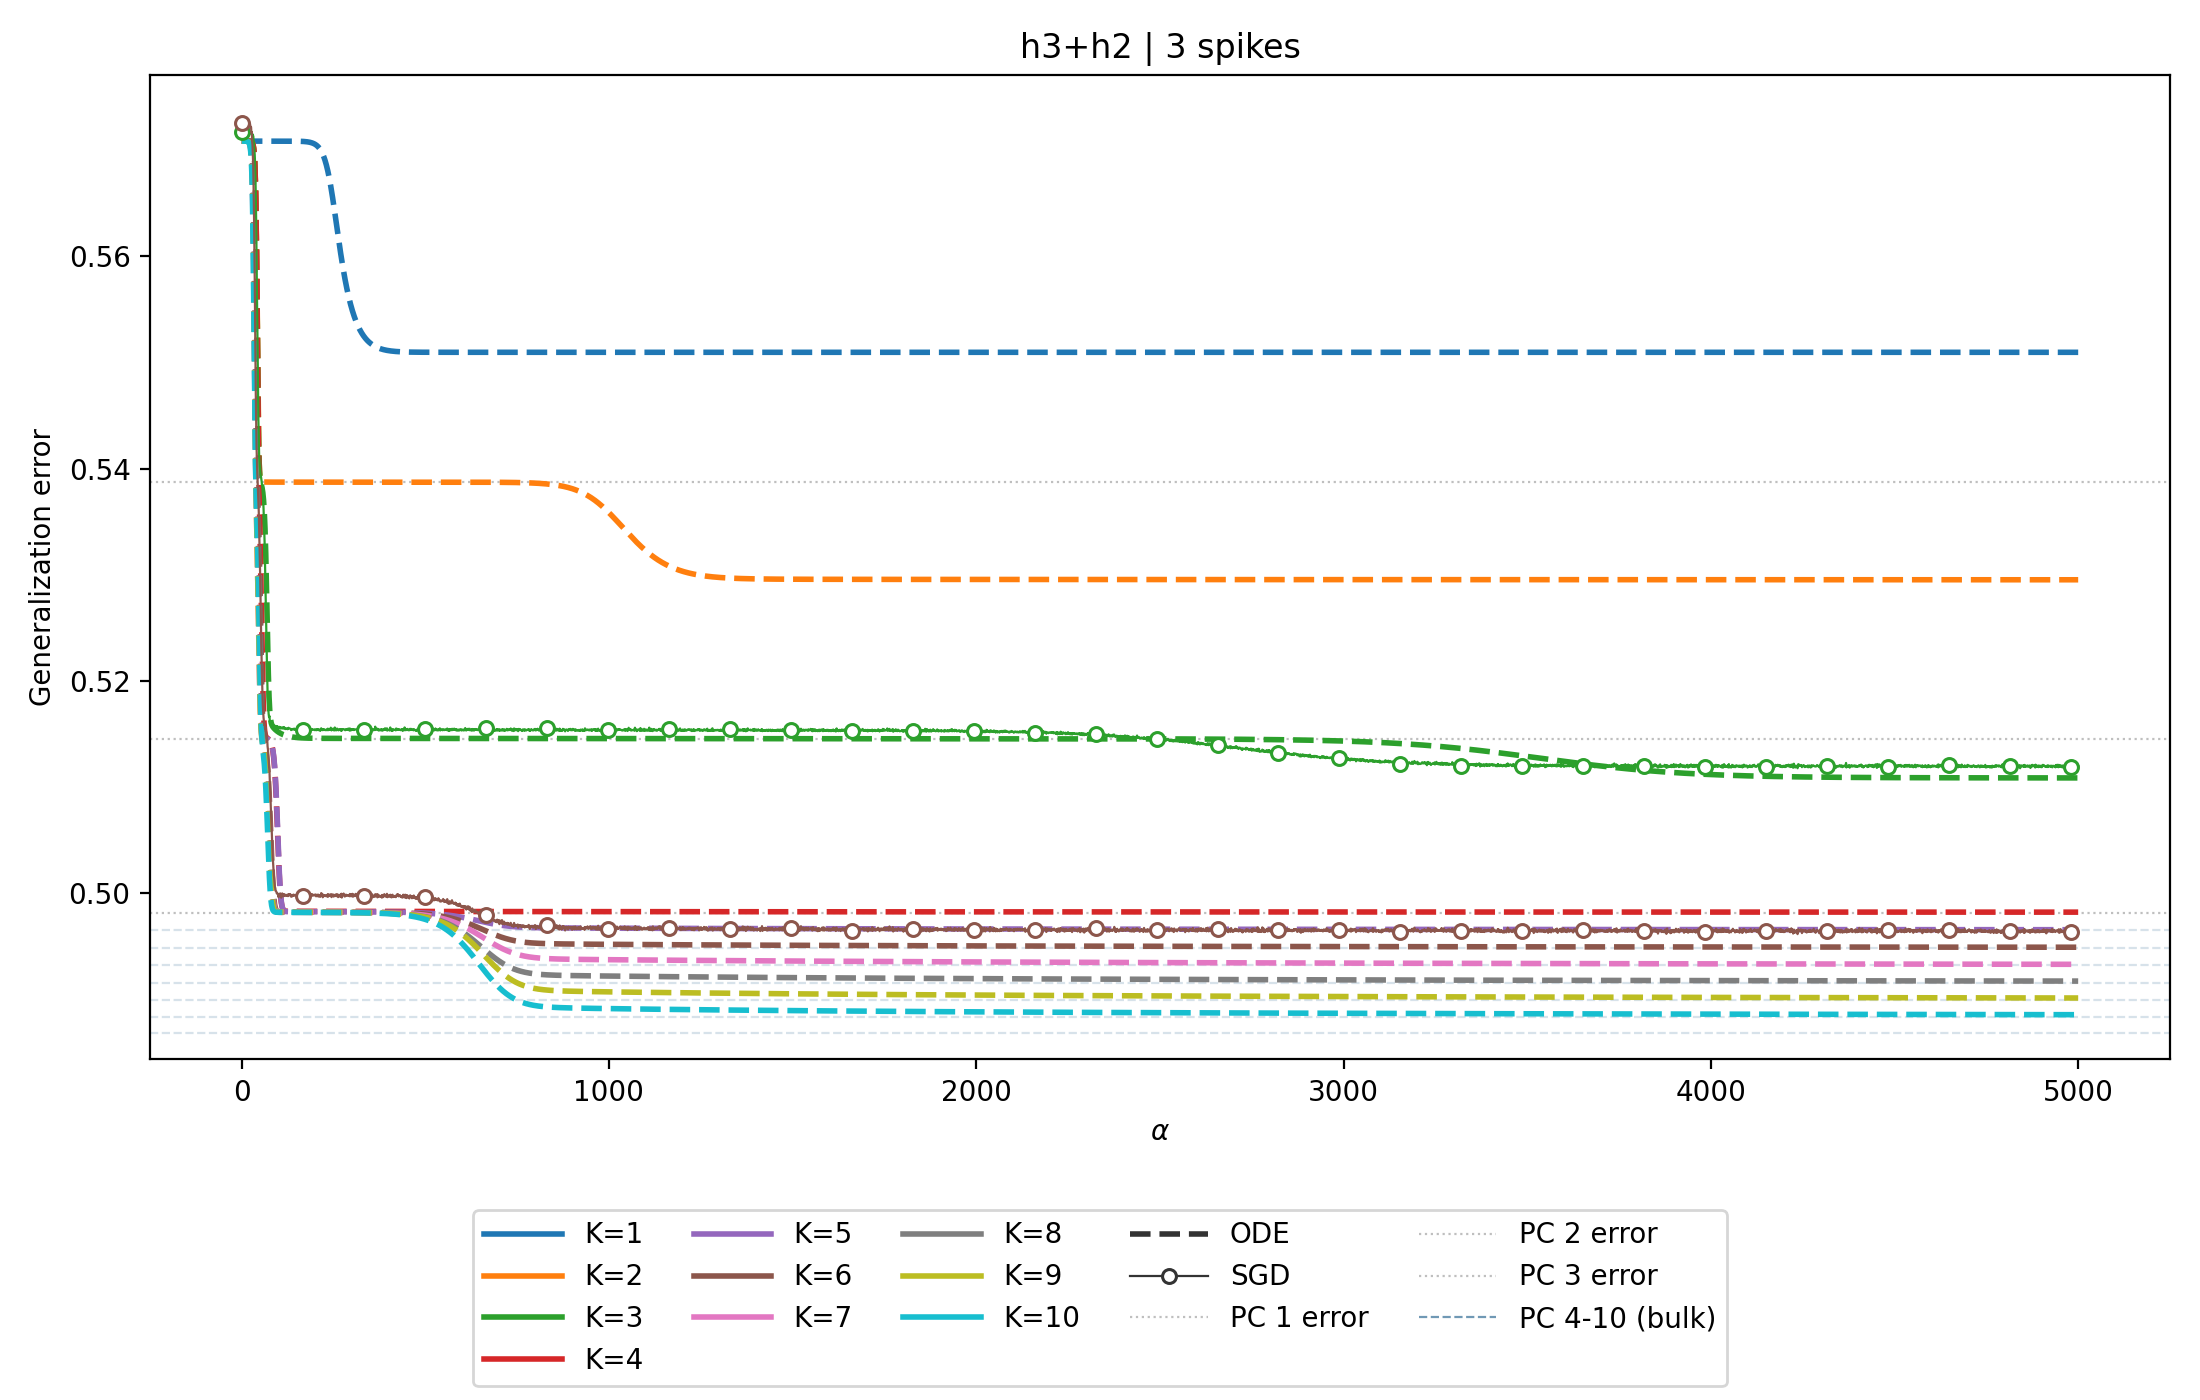 h3+h2 | 3 spikes
Generalization error
0.56
0.54
0.52
0.50
0
1000
2000
3000
4000
5000
α
K=1
K=2
K=3
K=4
K=5
K=6
K=7
K=8
K=9
K=10
ODE
SGD
PC 1 error
PC 2 error
PC 3 error
PC 4-10 (bulk)